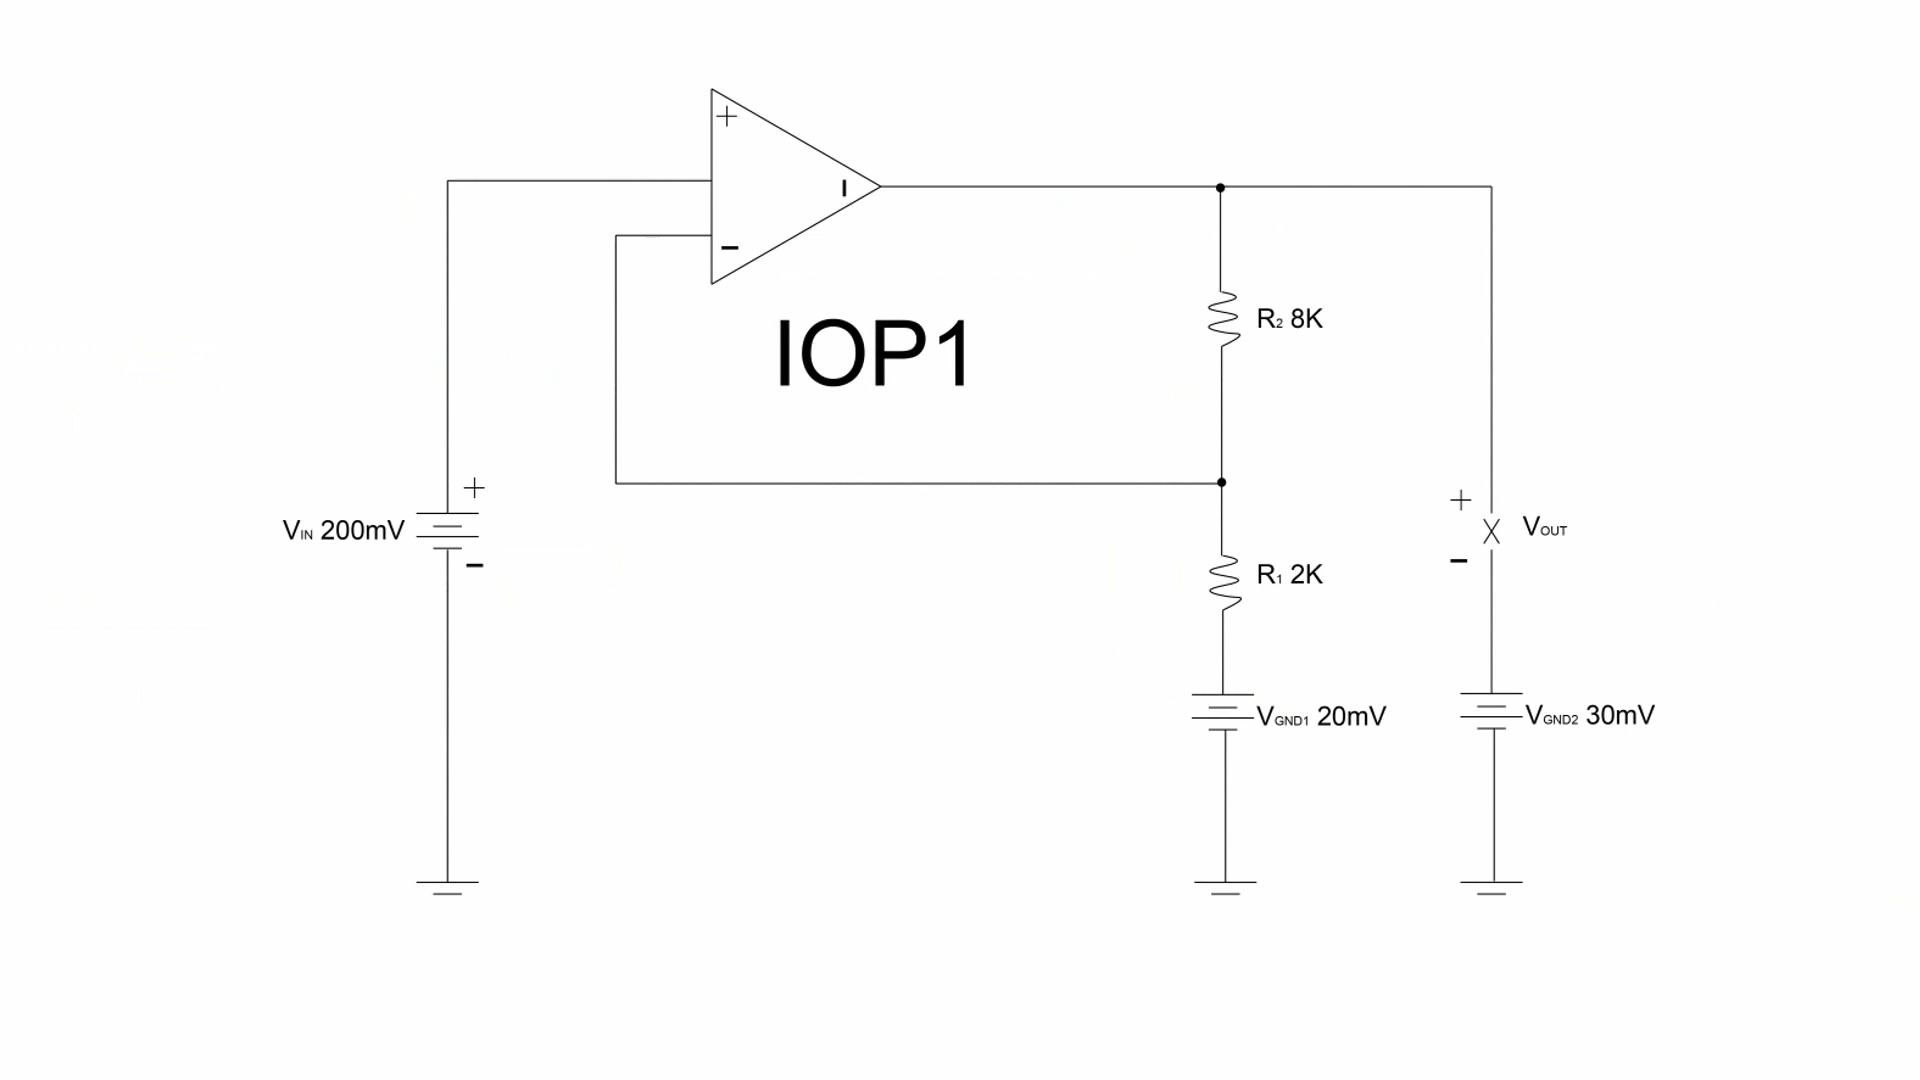 +
I
−
IOP1
R₂ 8K
+
VIN 200mV
−
+
VOUT
−
R₁ 2K
VGND1 20mV
VGND2 30mV